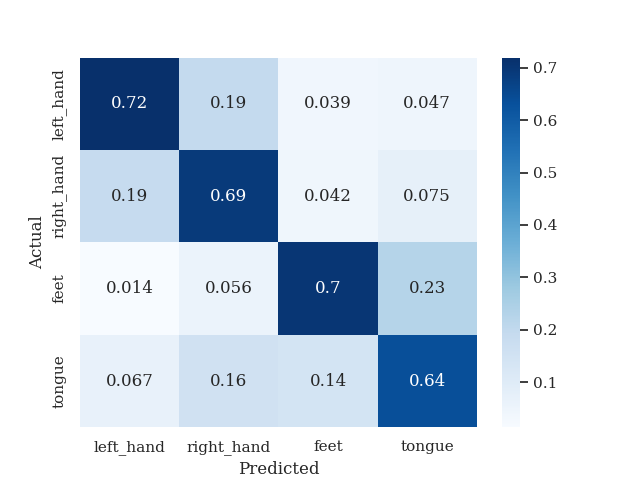 left_hand 0.72 0.19 0.039 0.047
right_hand 0.19 0.69 0.042 0.075
feet 0.014 0.056 0.7 0.23
tongue 0.067 0.16 0.14 0.64
left_hand right_hand feet tongue
Predicted
Actual
0.7
0.6
0.5
0.4
0.3
0.2
0.1